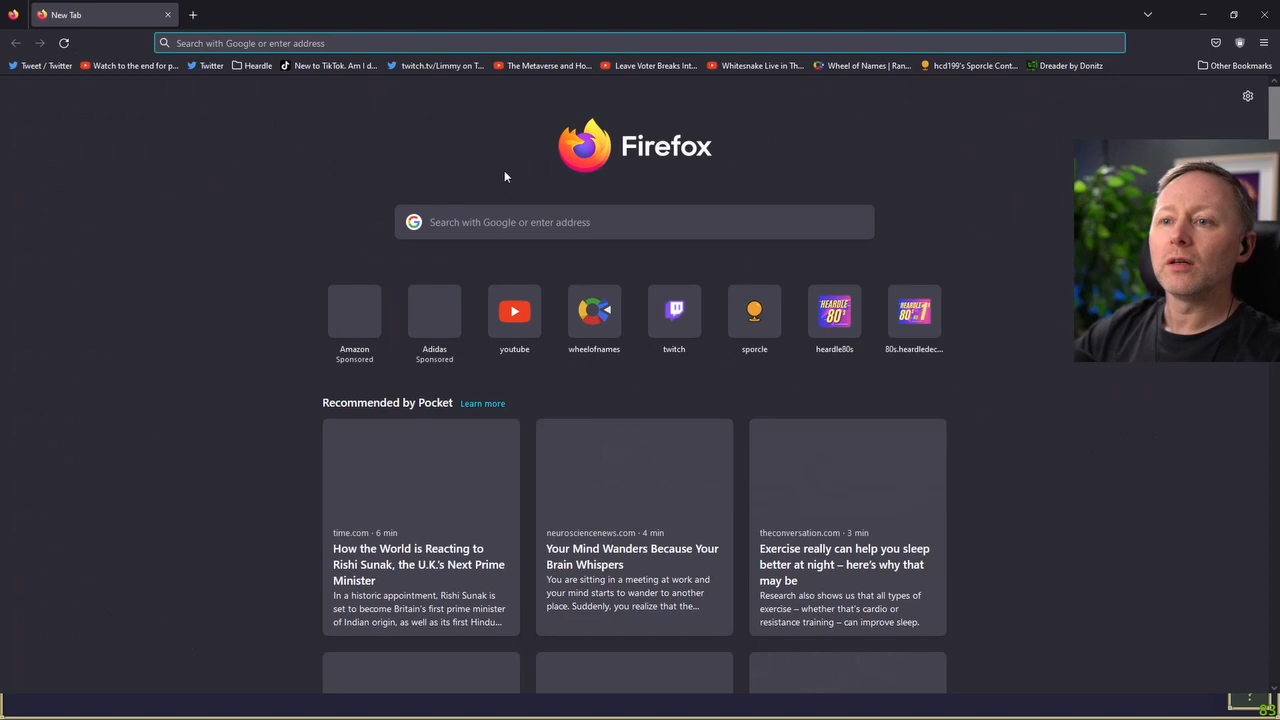 New Tab
Search with Google or enter address
Tweet / Twitter
Watch to the end for p...
Twitter
Heardle
New to TikTok. Am I d...
twitch.tv/Limmy on T...
The Metaverse and Ho...
Leave Voter Breaks Int...
Whitesnake Live in Th...
Wheel of Names | Ran...
hcd199's Sporcle Cont...
Dreader by Donitz
Other Bookmarks
Firefox
Search with Google or enter address
HEARDLE
80'S
HEARDLE
80'S
Amazon
Sponsored
Adidas
Sponsored
youtube
wheelofnames
twitch
sporcle
heardle80s
80s.heardledec...
Recommended by Pocket
Learn more
time.com · 6 min
How the World is Reacting to
Rishi Sunak, the U.K.'s Next Prime
Minister
In a historic appointment, Rishi Sunak is
set to become Britain's first prime minister
of Indian origin, as well as its first Hindu...
neurosciencenews.com · 4 min
Your Mind Wanders Because Your
Brain Whispers
You are sitting in a meeting at work and
your mind starts to wander to another
place. Suddenly, you realize that the...
theconversation.com · 3 min
Exercise really can help you sleep
better at night – here's why that
may be
Research also shows us that all types of
exercise – whether that's cardio or
resistance training – can improve sleep.
?
83